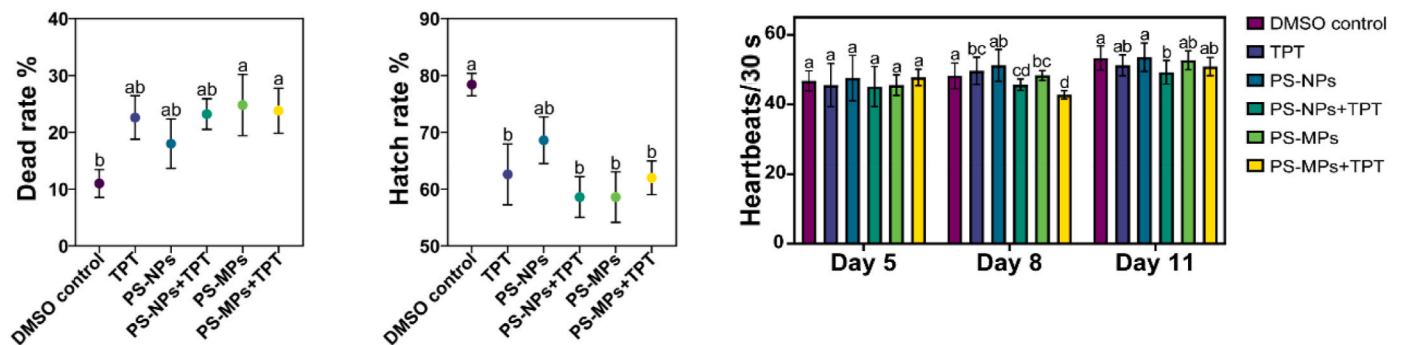 Dead rate %
40
30
20
10
0
b
ab
ab
ab
a
a
DMSO control
TPT
PS-NPs
PS-NPs+TPT
PS-MPs
PS-MPs+TPT
Hatch rate %
90
80
70
60
50
a
b
ab
b
b
b
DMSO control
TPT
PS-NPs
PS-NPs+TPT
PS-MPs
PS-MPs+TPT
Heartbeats/30 s
60
40
20
0
a a a a a a
a bc ab cd bc d
a ab a b ab ab
Day 5 Day 8 Day 11
DMSO control
TPT
PS-NPs
PS-NPs+TPT
PS-MPs
PS-MPs+TPT